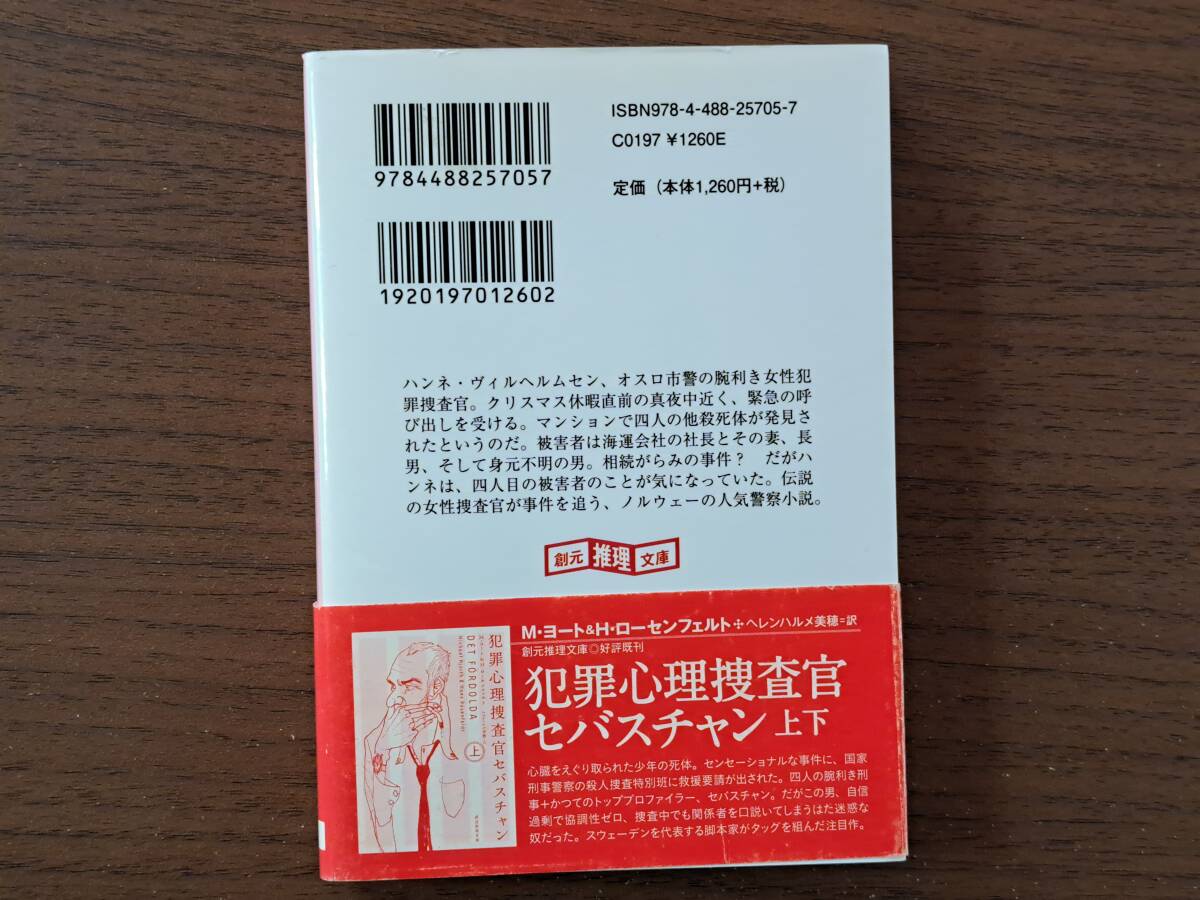 ISBN978-4-488-25705-7
C0197 ¥1260E
定価（本体1,260円+税）
9784488257057
1920197012602
ハンネ・ヴィルヘルムセン、オスロ市警の腕利き女性犯
罪捜査官。クリスマス休暇直前の真夜中近く、緊急の呼
び出しを受ける。マンションで四人の他殺死体が発見さ
れたというのだ。被害者は海運会社の社長とその妻、長
男、そして身元不明の男。相続がらみの事件？　だがハ
ンネは、四人目の被害者のことが気になっていた。伝説
の女性捜査官が事件を追う、ノルウェーの人気警察小説。
創元 推理 文庫
M・ヨート&H・ローセンフェルト✢ヘレンハルメ美穂=訳
創元推理文庫◎好評既刊
犯罪心理捜査官
セバスチャン 上下
心臓をえぐり取られた少年の死体。センセーショナルな事件に、国家
刑事警察の殺人捜査特別班に救援要請が出された。四人の腕利き刑
事+かつてのトッププロファイラー、セバスチャン。だがこの男、自信
過剰で協調性ゼロ、捜査中でも関係者を口説いてしまうはた迷惑な
奴だった。スウェーデンを代表する脚本家がタッグを組んだ注目作。
犯罪心理捜査官セバスチャン
上
DET FÖRDOLDA